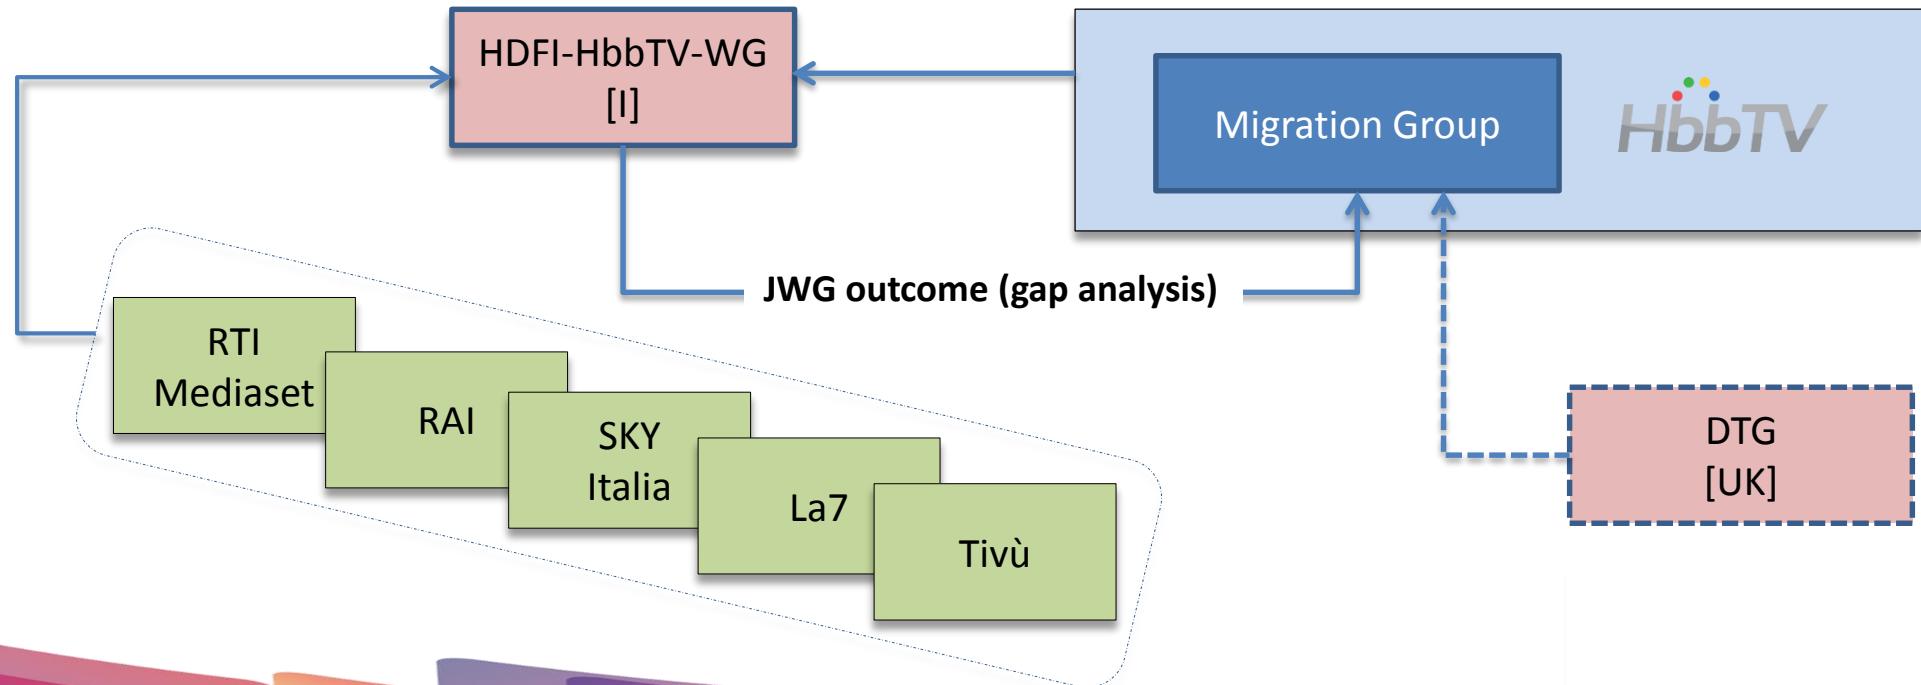 HDFI-HbbTV-WG
[I]
Migration Group
HbbTV
JWG outcome (gap analysis)
RTI
Mediaset
RAI
SKY
Italia
La7
Tivù
DTG
[UK]